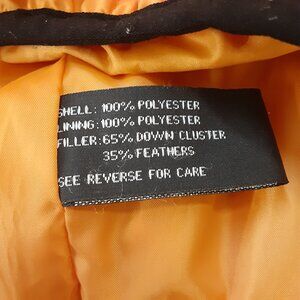 SHELL: 100% POLYESTER
LINING: 100% POLYESTER
FILLER: 65% DOWN CLUSTER
35% FEATHERS
SEE REVERSE FOR CARE